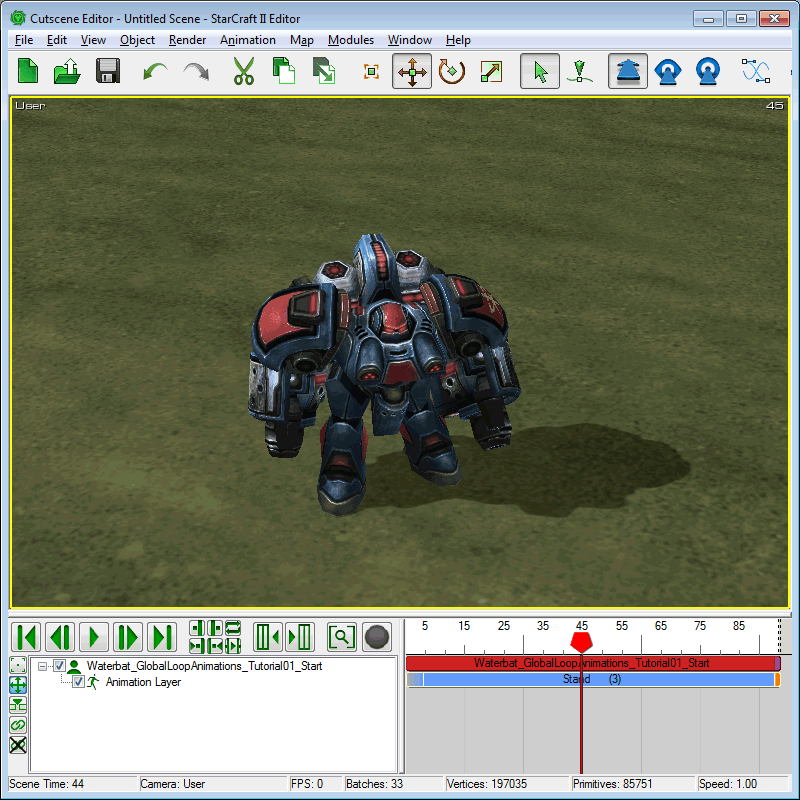 Cutscene Editor - Untitled Scene - StarCraft II Editor
File Edit View Object Render Animation Map Modules Window Help
User 45
5 15 25 35 45 55 65 75 85
Waterbat_GlobalLoopAnimations_Tutorial01_Start
Waterbat_GlobalLoopAnimations_Tutorial01_Start
Animation Layer
Stand (3)
Scene Time: 44 Camera: User FPS: 0 Batches: 33 Vertices: 197035 Primitives: 85751 Speed: 1.00